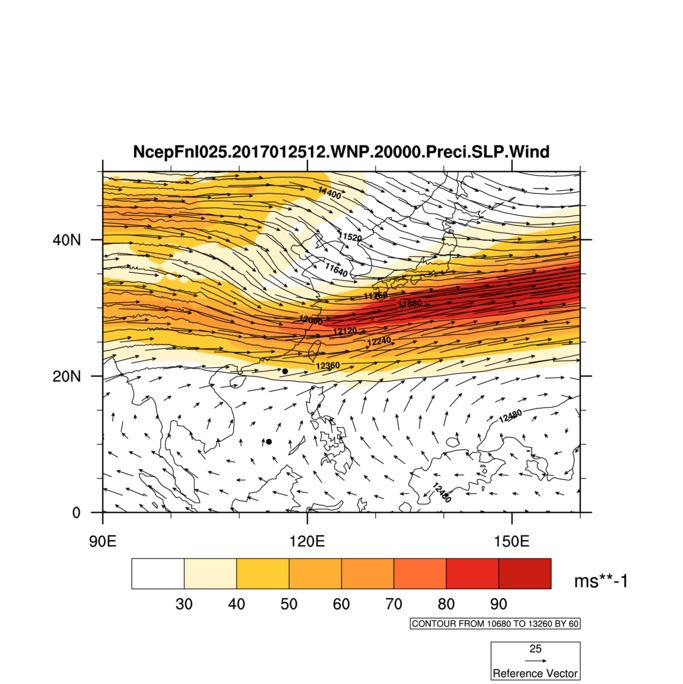 NcepFnl025.2017012512.WNP.20000.Preci.SLP.Wind
11400
11520
40N
11640
11760
11880
12000
12120
12240
12360
20N
12480
12480
0
90E 120E 150E
ms**-1
30 40 50 60 70 80 90
CONTOUR FROM 10680 TO 13260 BY 60
25
Reference Vector